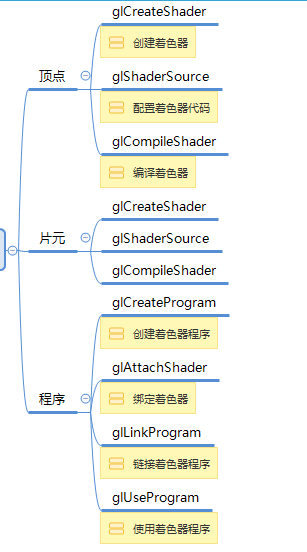 glCreateShader
创建着色器
顶点
glShaderSource
配置着色器代码
glCompileShader
编译着色器
glCreateShader
片元
glShaderSource
glCompileShader
glCreateProgram
创建着色器程序
glAttachShader
程序
绑定着色器
glLinkProgram
链接着色器程序
glUseProgram
使用着色器程序